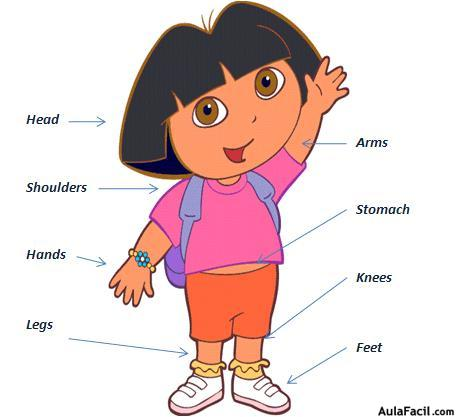 Head
Arms
Shoulders
Stomach
Hands
Knees
Legs
Feet
AulaFacil.com